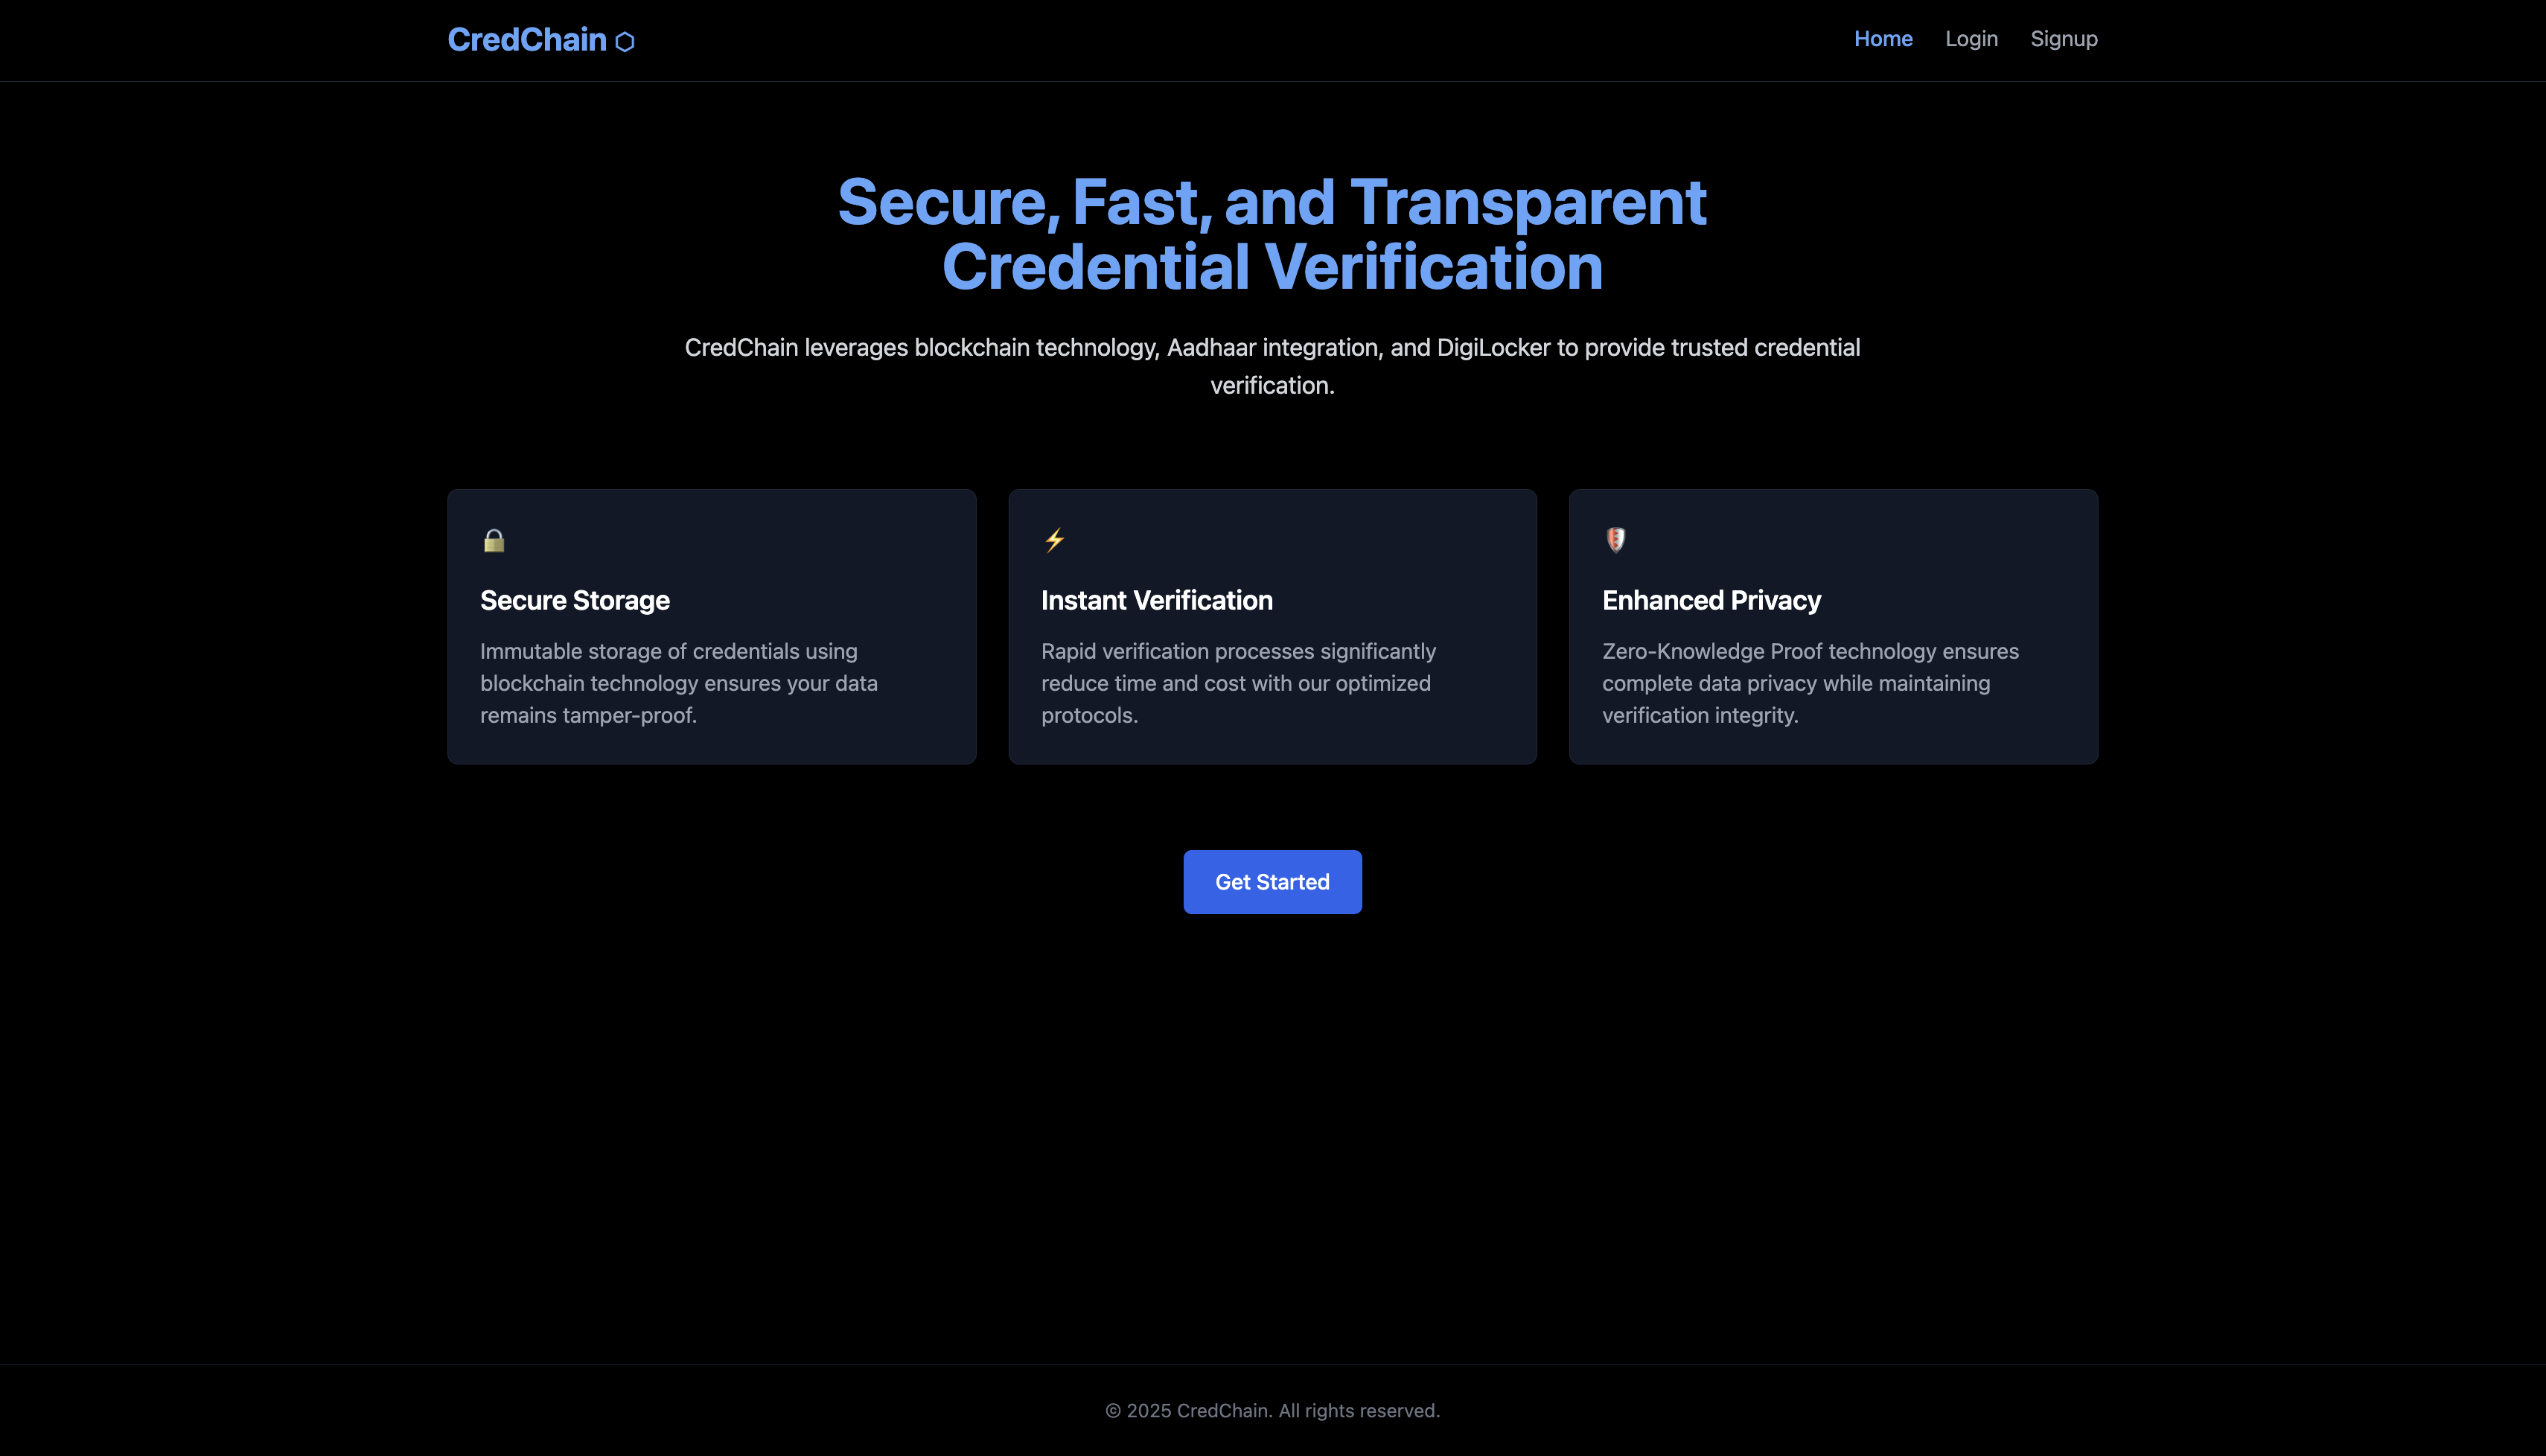 CredChain ⬡
Home Login Signup
Secure, Fast, and Transparent
Credential Verification
CredChain leverages blockchain technology, Aadhaar integration, and DigiLocker to provide trusted credential
verification.
Secure Storage
Immutable storage of credentials using
blockchain technology ensures your data
remains tamper-proof.
Instant Verification
Rapid verification processes significantly
reduce time and cost with our optimized
protocols.
Enhanced Privacy
Zero-Knowledge Proof technology ensures
complete data privacy while maintaining
verification integrity.
Get Started
© 2025 CredChain. All rights reserved.